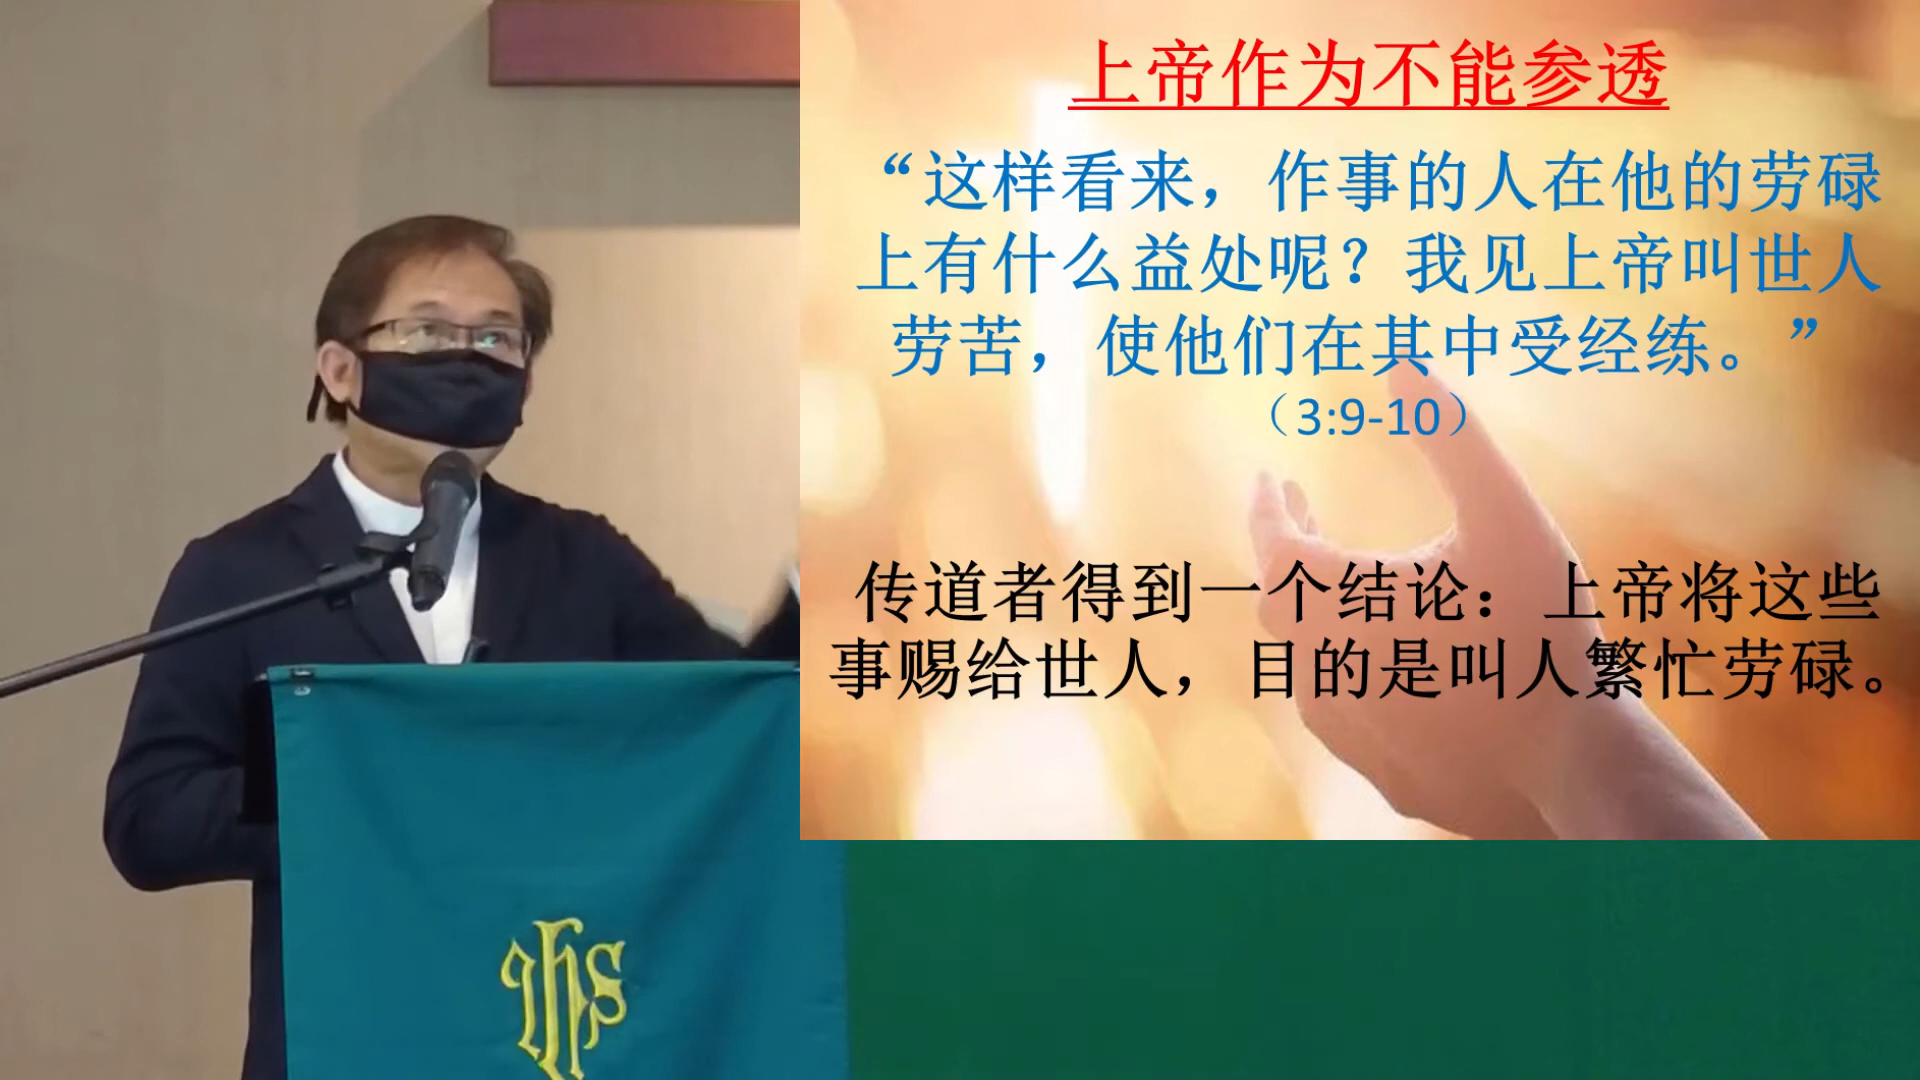 上帝作为不能参透
“这样看来，作事的人在他的劳碌
上有什么益处呢？我见上帝叫世人
劳苦，使他们在其中受经练。”
（3:9-10）
传道者得到一个结论：上帝将这些
事赐给世人，目的是叫人繁忙劳碌。
IHS